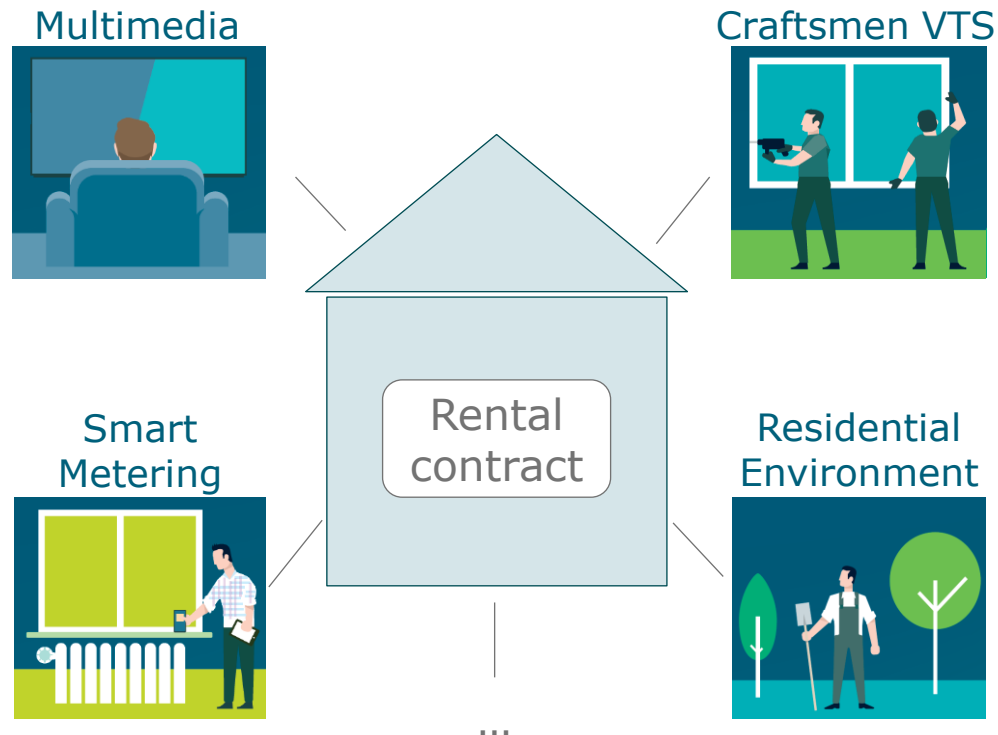 Multimedia
Craftsmen VTS
Rental
contract
Smart
Metering
Residential
Environment
...